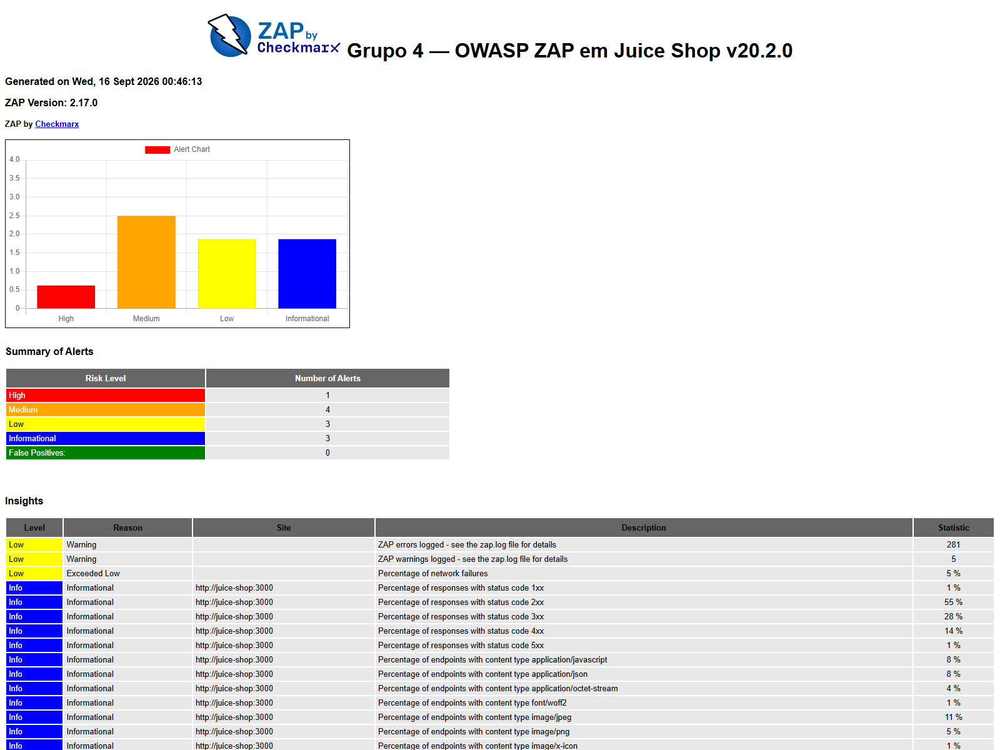 ZAP by
Checkmarx Grupo 4 — OWASP ZAP em Juice Shop v20.2.0
Generated on Wed, 16 Sept 2026 00:46:13
ZAP Version: 2.17.0
ZAP by Checkmarx
Alert Chart
4.0
3.5
3.0
2.5
2.0
1.5
1.0
0.5
0
High Medium Low Informational
Summary of Alerts
Risk Level Number of Alerts
High 1
Medium 4
Low 3
Informational 3
False Positives: 0
Insights
Level Reason Site Description Statistic
Low Warning ZAP errors logged - see the zap.log file for details 281
Low Warning ZAP warnings logged - see the zap.log file for details 5
Low Exceeded Low Percentage of network failures 5 %
Info Informational http://juice-shop:3000 Percentage of responses with status code 1xx 1 %
Info Informational http://juice-shop:3000 Percentage of responses with status code 2xx 55 %
Info Informational http://juice-shop:3000 Percentage of responses with status code 3xx 28 %
Info Informational http://juice-shop:3000 Percentage of responses with status code 4xx 14 %
Info Informational http://juice-shop:3000 Percentage of responses with status code 5xx 1 %
Info Informational http://juice-shop:3000 Percentage of endpoints with content type application/javascript 8 %
Info Informational http://juice-shop:3000 Percentage of endpoints with content type application/json 8 %
Info Informational http://juice-shop:3000 Percentage of endpoints with content type application/octet-stream 4 %
Info Informational http://juice-shop:3000 Percentage of endpoints with content type font/woff2 1 %
Info Informational http://juice-shop:3000 Percentage of endpoints with content type image/jpeg 11 %
Info Informational http://juice-shop:3000 Percentage of endpoints with content type image/png 5 %
Info Informational http://juice-shop:3000 Percentage of endpoints with content type image/x-icon 1 %